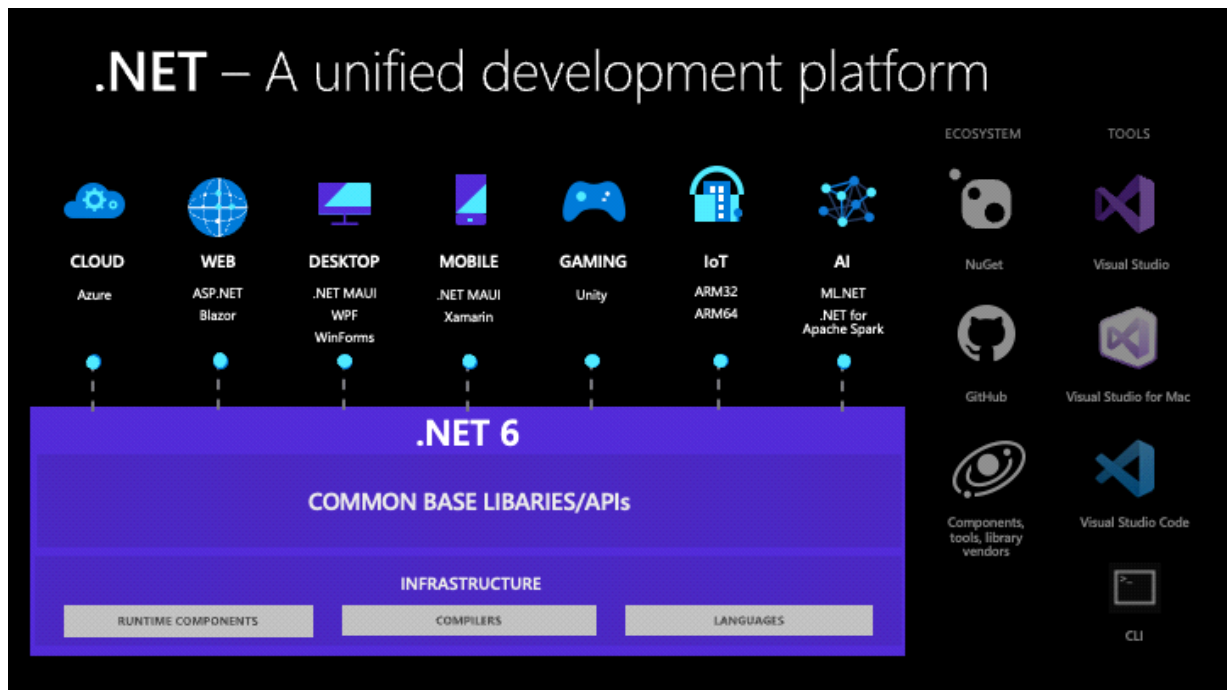 .NET – A unified development platform
ECOSYSTEM
TOOLS
CLOUD
Azure
WEB
ASP.NET
Blazor
DESKTOP
.NET MAUI
WPF
WinForms
MOBILE
.NET MAUI
Xamarin
GAMING
Unity
IoT
ARM32
ARM64
AI
ML.NET
.NET for
Apache Spark
NuGet
Visual Studio
GitHub
Visual Studio for Mac
Components,
tools, library
vendors
Visual Studio Code
>_
CLI
.NET 6
COMMON BASE LIBARIES/APIs
INFRASTRUCTURE
RUNTIME COMPONENTS
COMPILERS
LANGUAGES